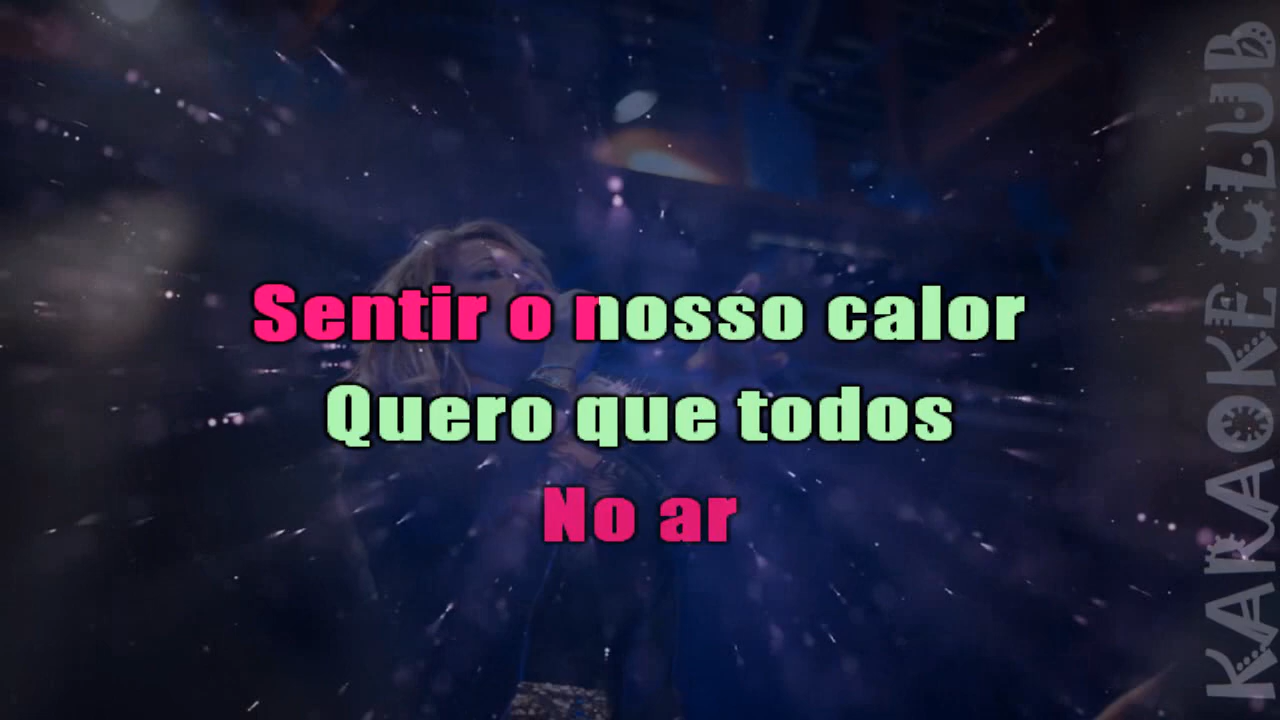 Sentir o nosso calor
Quero que todos
No ar
KARAOKE CLUB